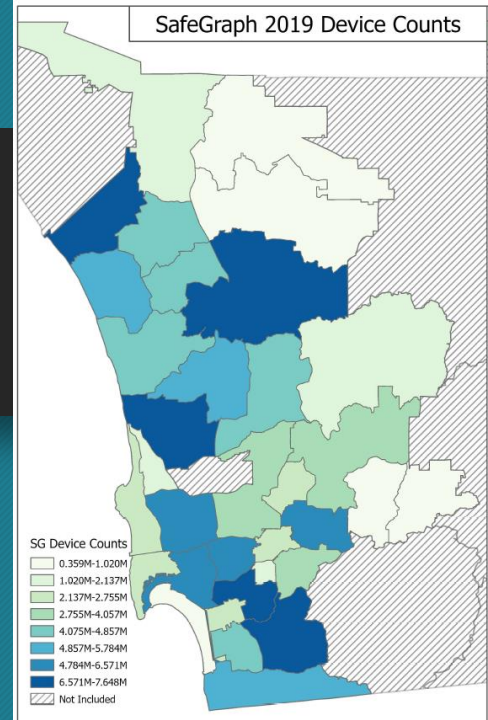 SafeGraph 2019 Device Counts
SG Device Counts
0.359M-1.020M
1.020M-2.137M
2.137M-2.755M
2.755M-4.057M
4.075M-4.857M
4.857M-5.784M
4.784M-6.571M
6.571M-7.648M
Not Included